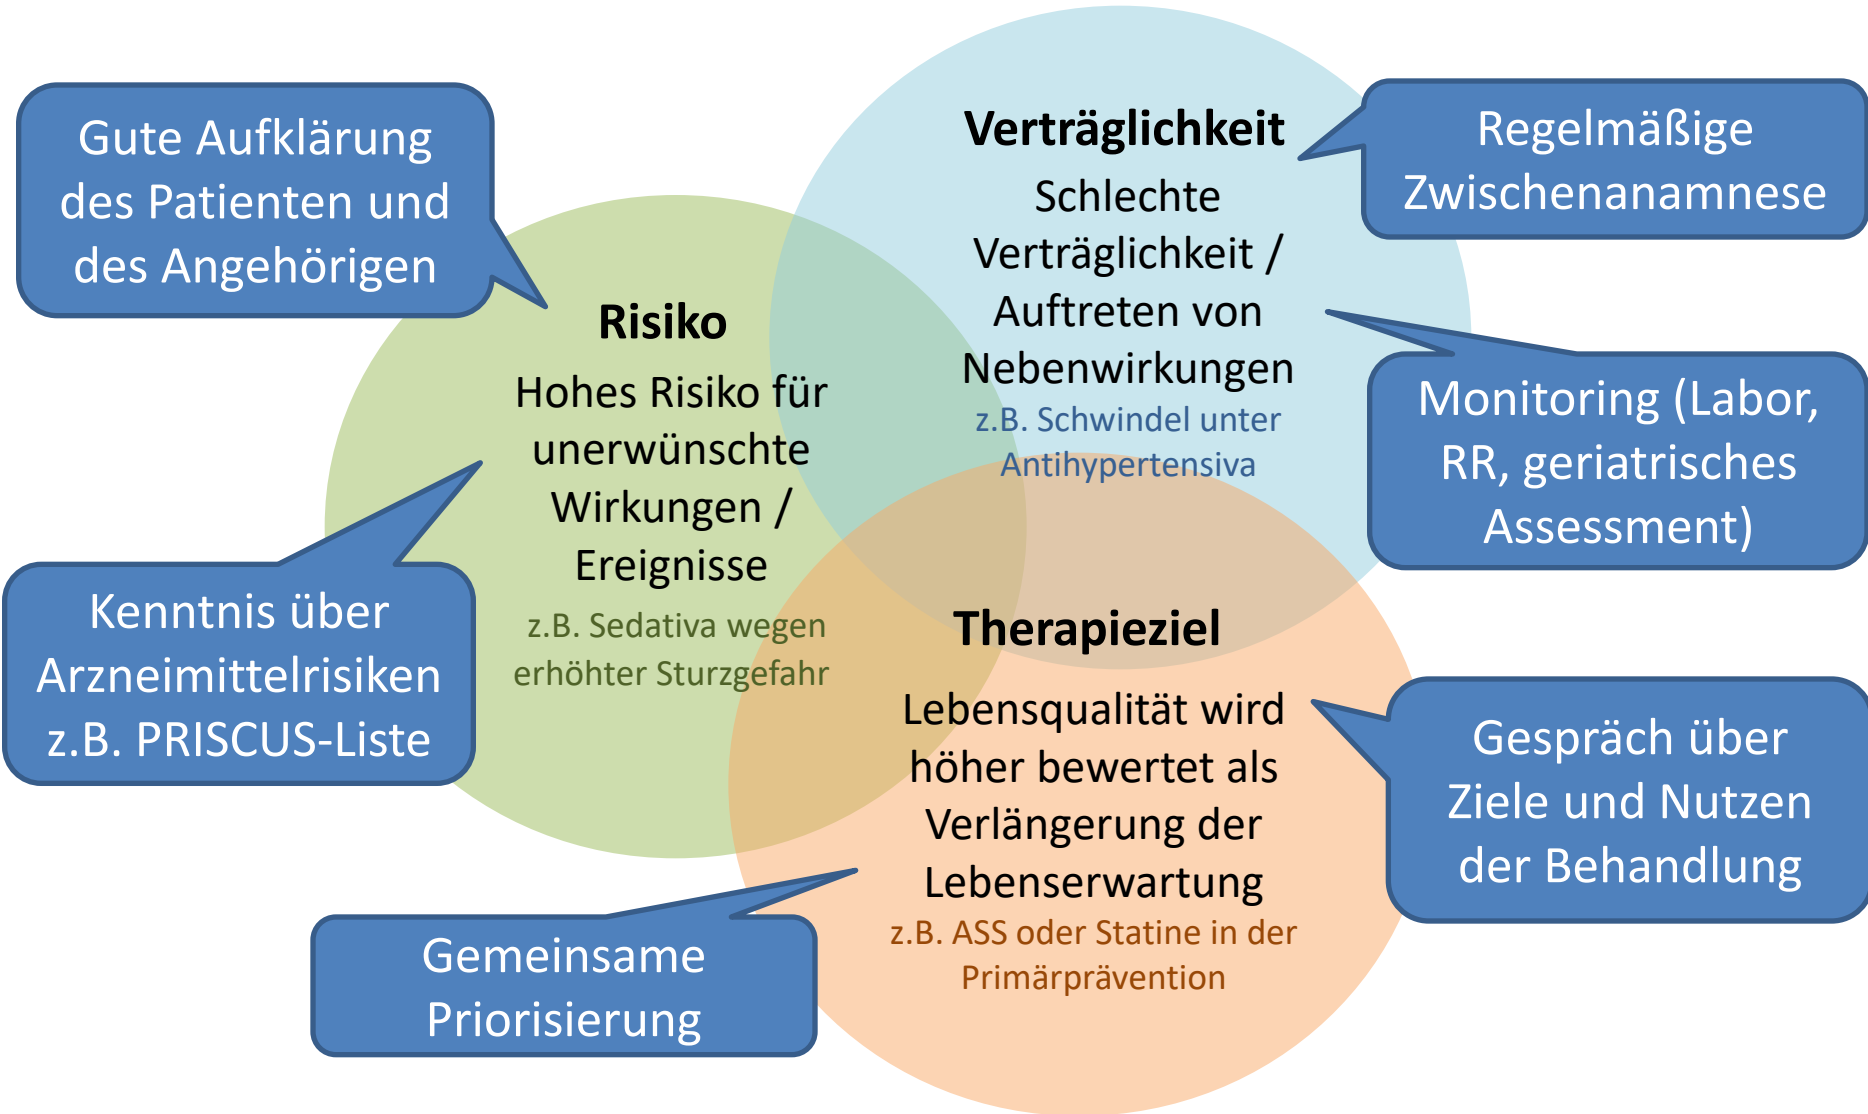 Gute Aufklärung
des Patienten und
des Angehörigen
Risiko
Hohes Risiko für
unerwünschte
Wirkungen /
Ereignisse
z.B. Sedativa wegen
erhöhter Sturzgefahr
Kenntnis über
Arzneimittelrisiken
z.B. PRISCUS-Liste
Verträglichkeit
Schlechte
Verträglichkeit /
Auftreten von
Nebenwirkungen
z.B. Schwindel unter
Antihypertensiva
Regelmäßige
Zwischenanamnese
Monitoring (Labor,
RR, geriatrisches
Assessment)
Therapieziel
Lebensqualität wird
höher bewertet als
Verlängerung der
Lebenserwartung
z.B. ASS oder Statine in der
Primärprävention
Gespräch über
Ziele und Nutzen
der Behandlung
Gemeinsame
Priorisierung